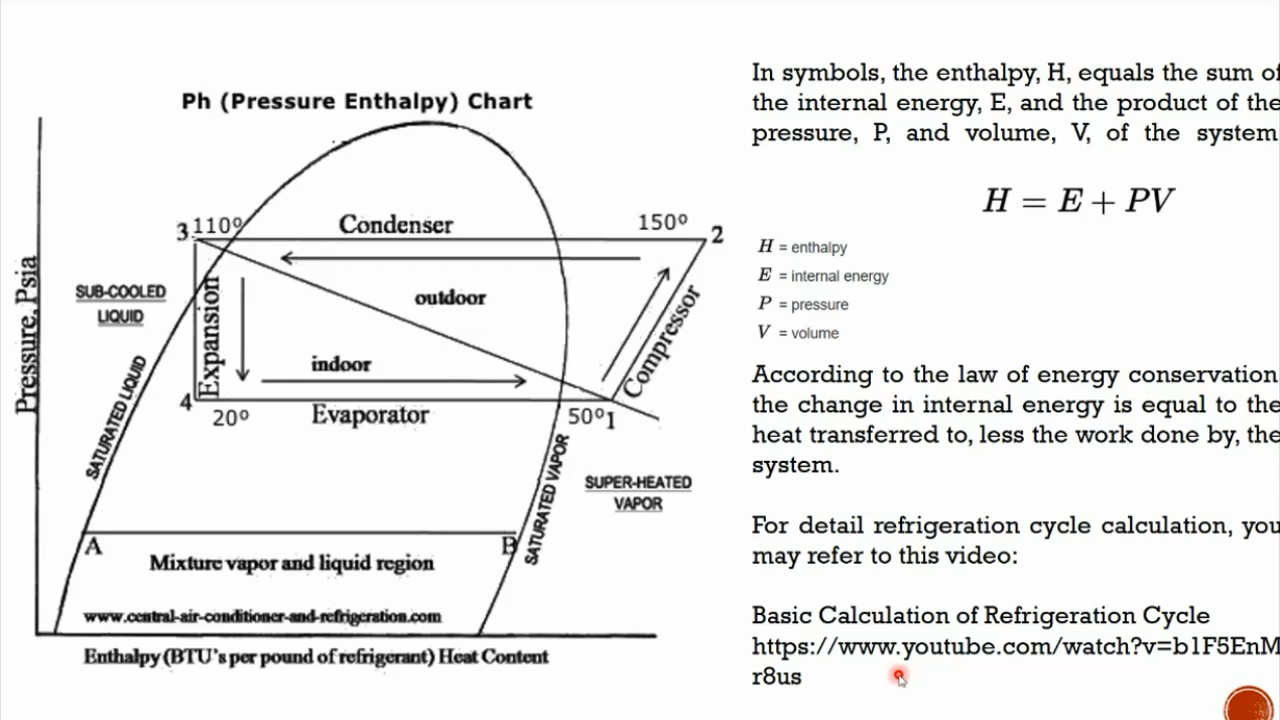 Ph (Pressure Enthalpy) Chart
Pressure, Psia
3
110º
Condenser
150º
2
SUB-COOLED
LIQUID
Expansion
outdoor
Compressor
indoor
4
20º
Evaporator
50º
1
SATURATED LIQUID
SATURATED VAPOR
SUPER-HEATED
VAPOR
A
B
Mixture vapor and liquid region
www.central-air-conditioner-and-refrigeration.com
Enthalpy (BTU's per pound of refrigerant) Heat Content
In symbols, the enthalpy, H, equals the sum of
the internal energy, E, and the product of the
pressure, P, and volume, V, of the system
H = E + PV
H = enthalpy
E = internal energy
P = pressure
V = volume
According to the law of energy conservation
the change in internal energy is equal to the
heat transferred to, less the work done by, the
system.
For detail refrigeration cycle calculation, you
may refer to this video:
Basic Calculation of Refrigeration Cycle
https://www.youtube.com/watch?v=b1F5EnM
r8us